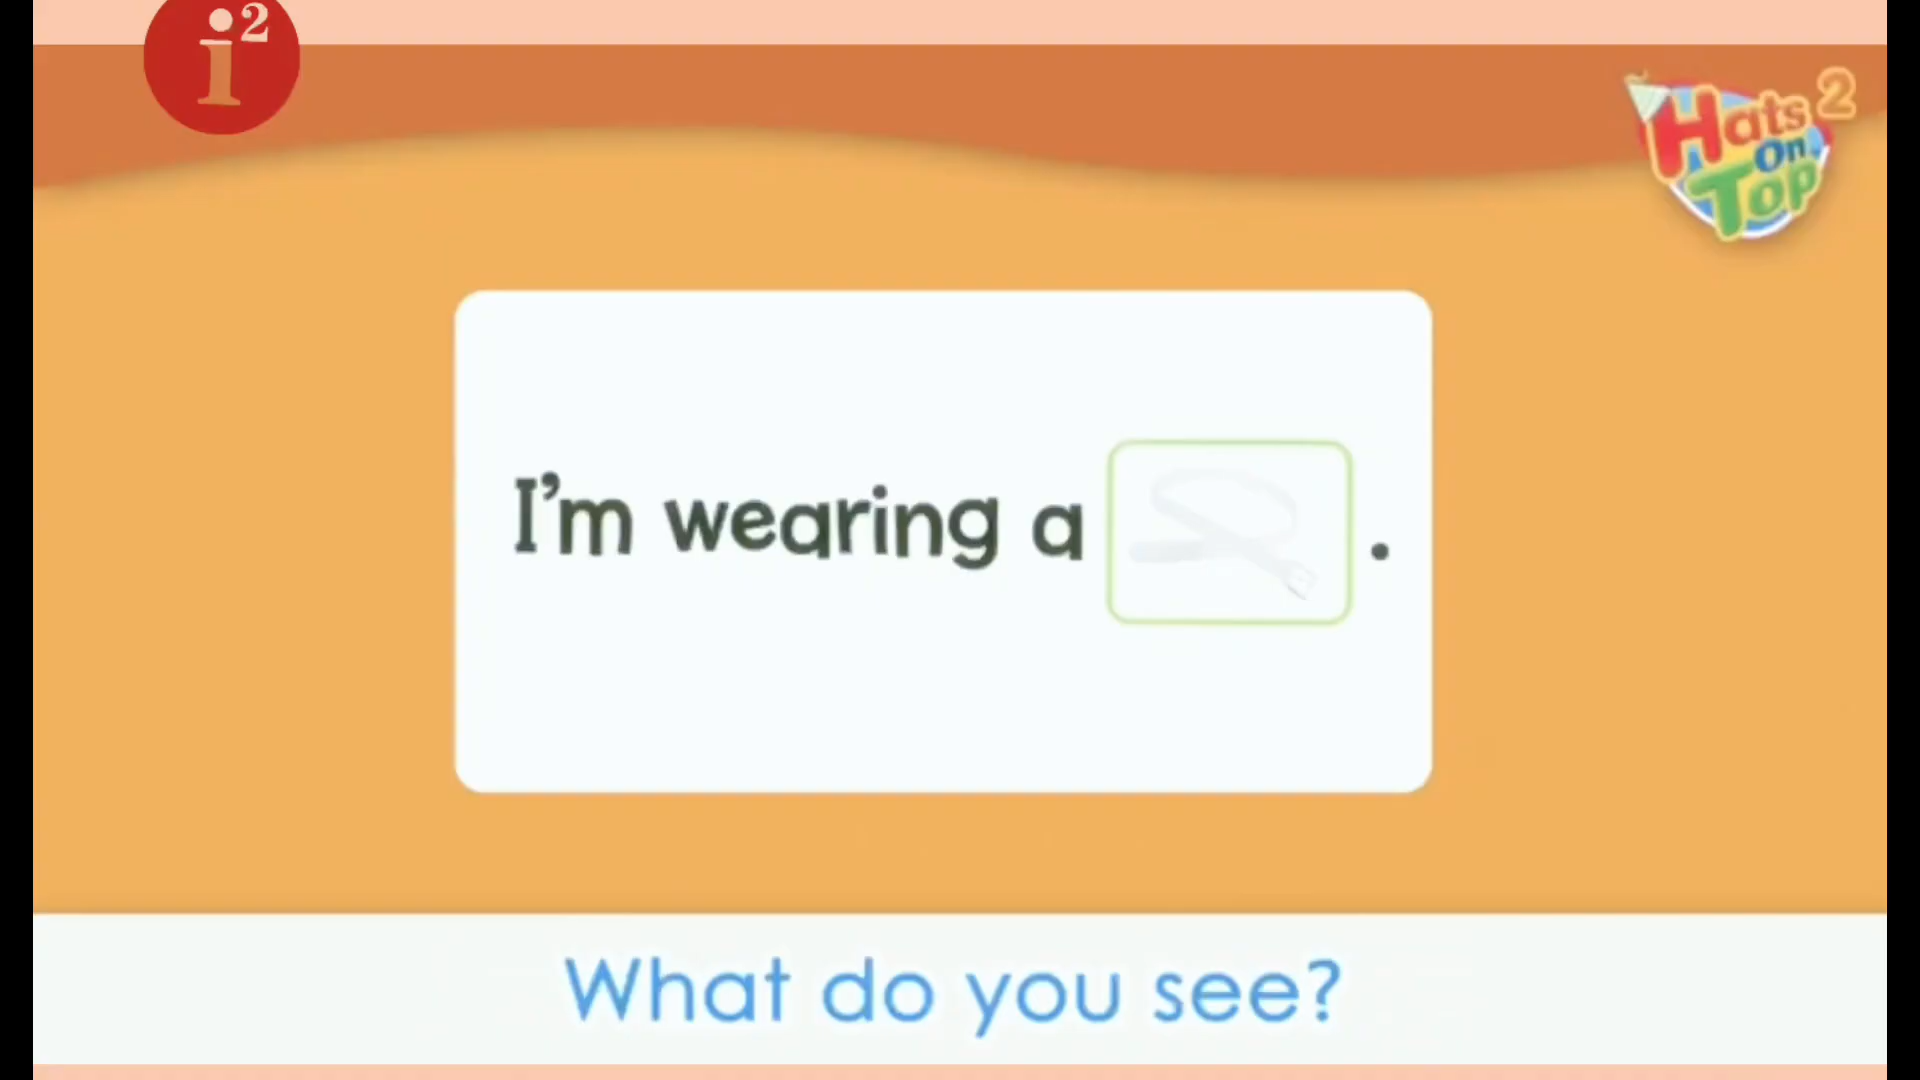 i²
Hats 2
On
Top
I'm wearing a .
What do you see?